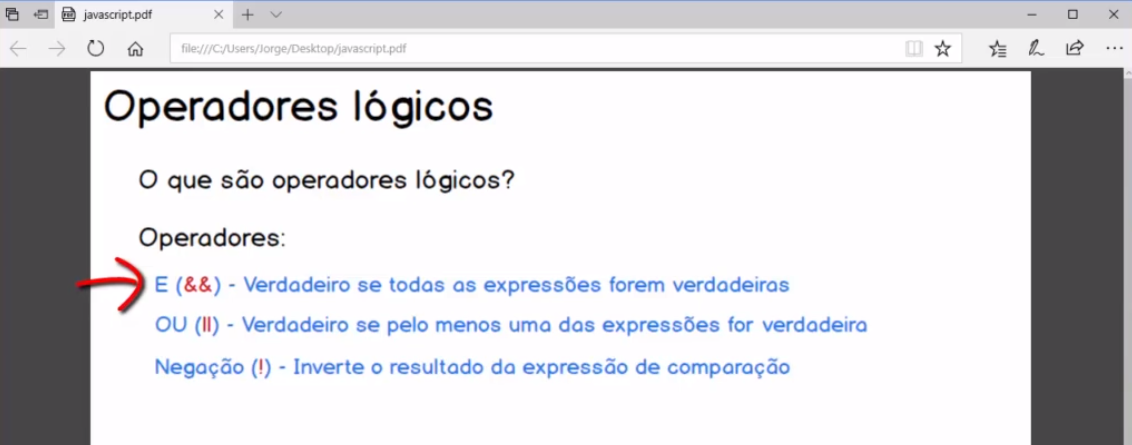 javascript.pdf
file:///C:/Users/Jorge/Desktop/javascript.pdf
Operadores lógicos
O que são operadores lógicos?
Operadores:
E (&&) - Verdadeiro se todas as expressões forem verdadeiras
OU (||) - Verdadeiro se pelo menos uma das expressões for verdadeira
Negação (!) - Inverte o resultado da expressão de comparação